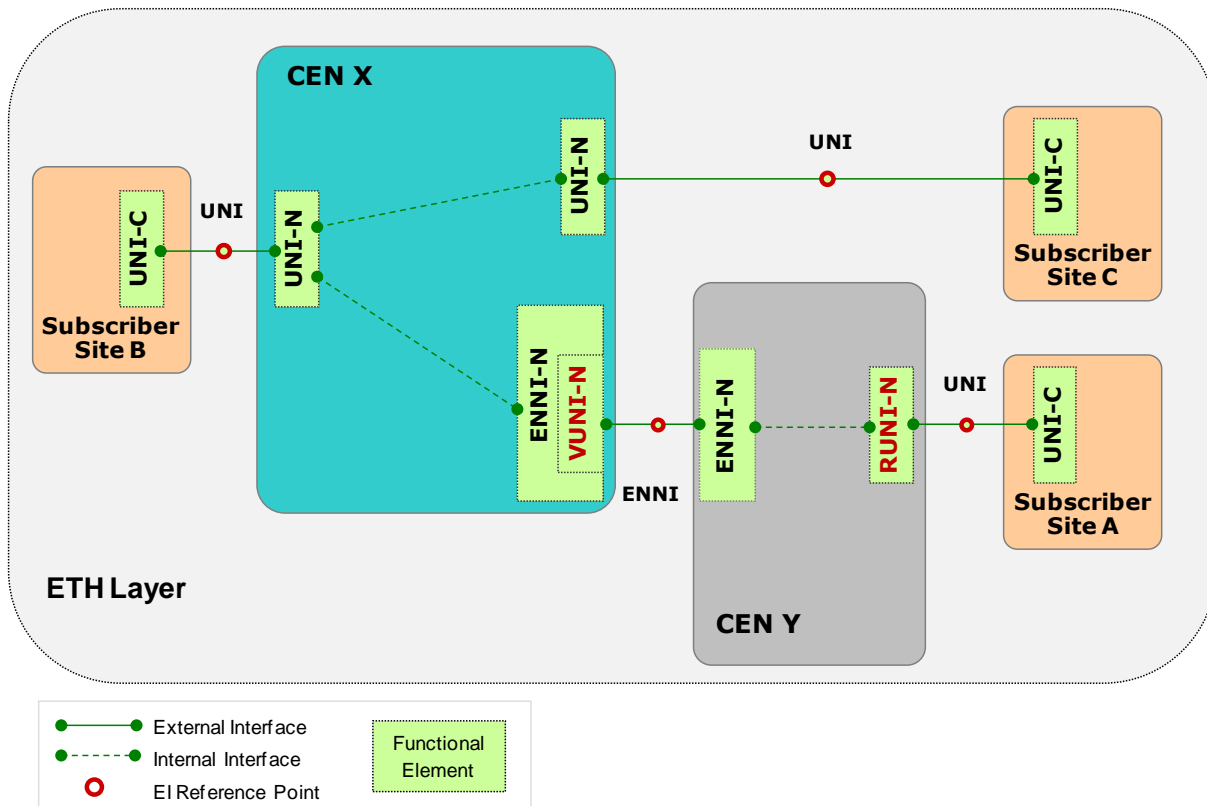 CEN X
UNI-N
UNI
UNI-C
Subscriber
Site C
UNI-C
UNI
UNI-N
Subscriber
Site B
ENNI-N
VUNI-N
ENNI
ENNI-N
RUNI-N
CEN Y
UNI
UNI-C
Subscriber
Site A
ETH Layer
External Interface
Internal Interface
EI Reference Point
Functional
Element